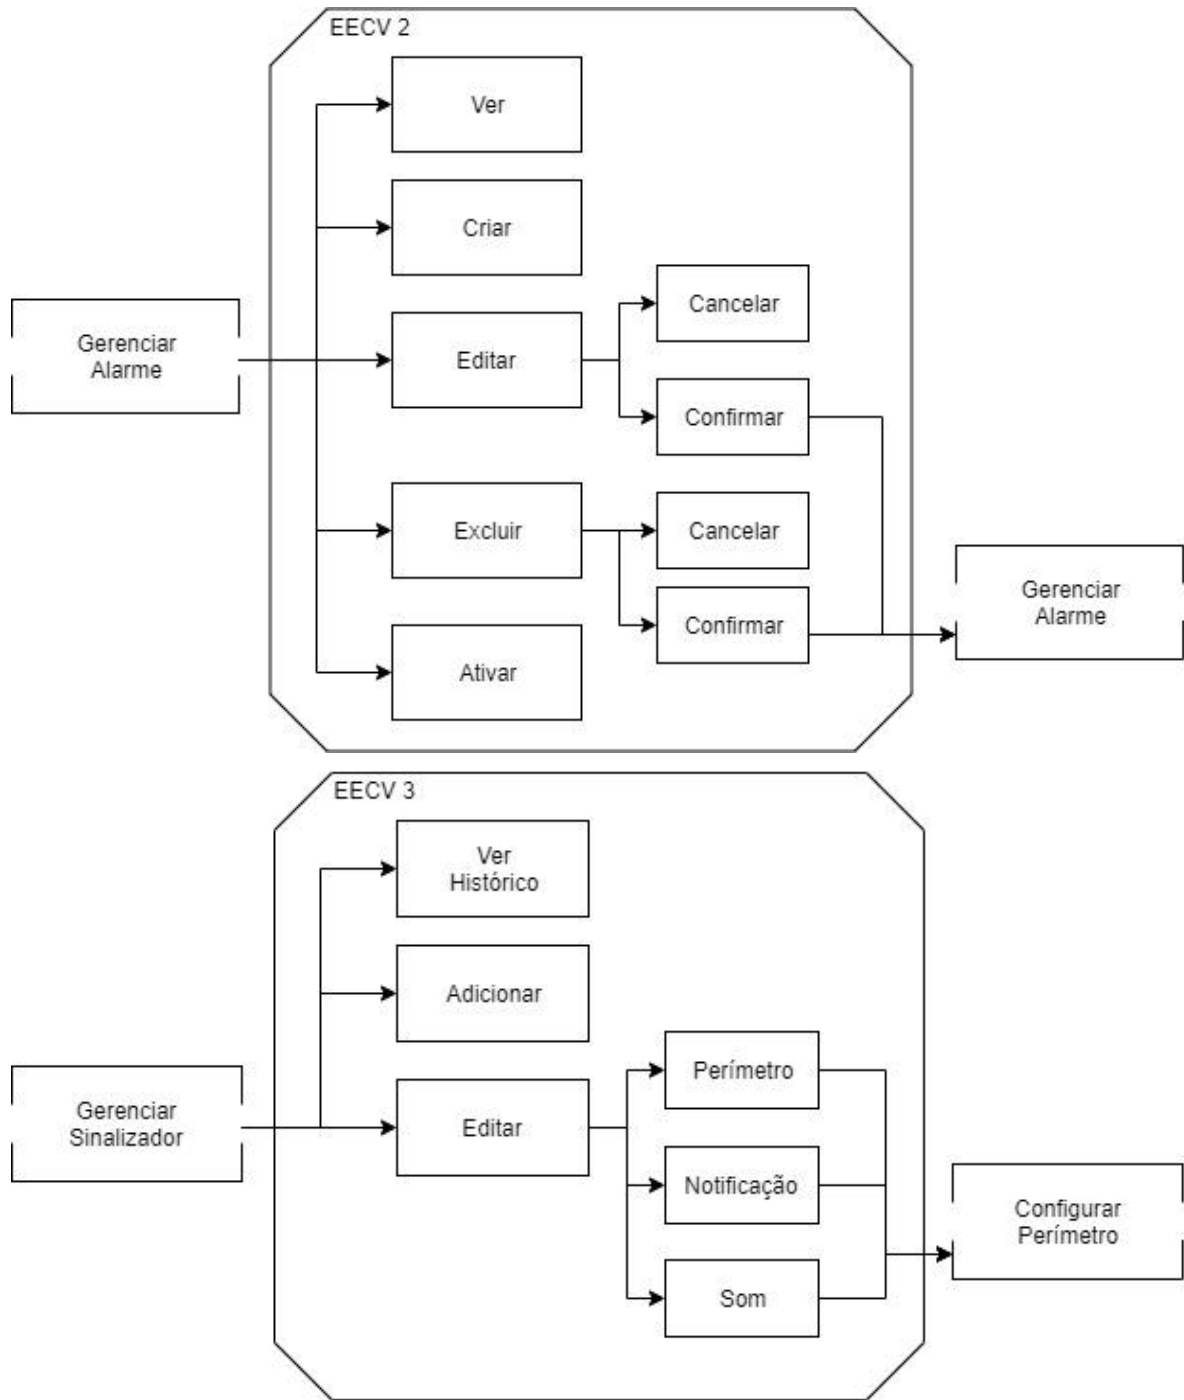 EECV 2
Ver
Criar
Gerenciar
Alarme
Editar
Cancelar
Confirmar
Excluir
Cancelar
Confirmar
Ativar
Gerenciar
Alarme
EECV 3
Ver
Histórico
Adicionar
Gerenciar
Sinalizador
Editar
Perímetro
Notificação
Som
Configurar
Perímetro